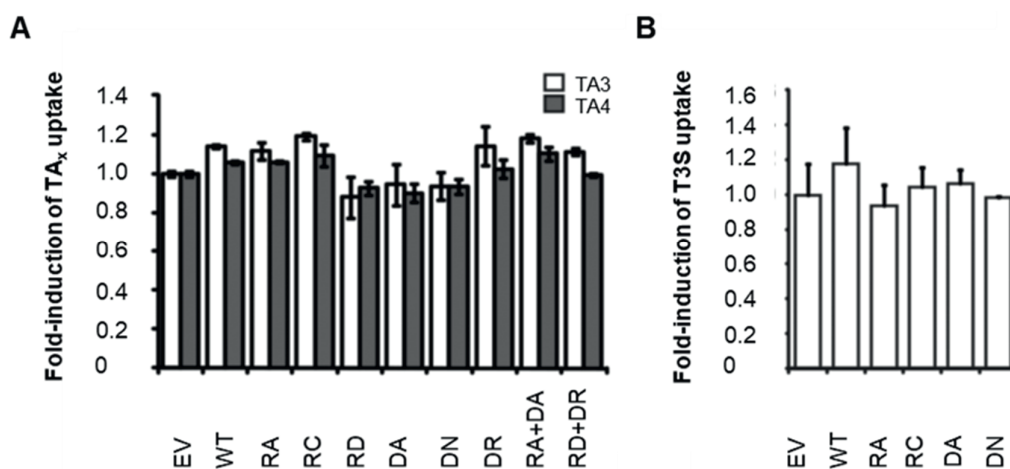 A
B
Fold-induction of TAx uptake
1.4
1.2
1.0
0.8
0.6
0.4
0.2
0
TA3
TA4
EV
WT
RA
RC
RD
DA
DN
DR
RA+DA
RD+DR
Fold-induction of T3S uptake
1.6
1.4
1.2
1.0
0.8
0.6
0.4
0.2
0
EV
WT
RA
RC
DA
DN